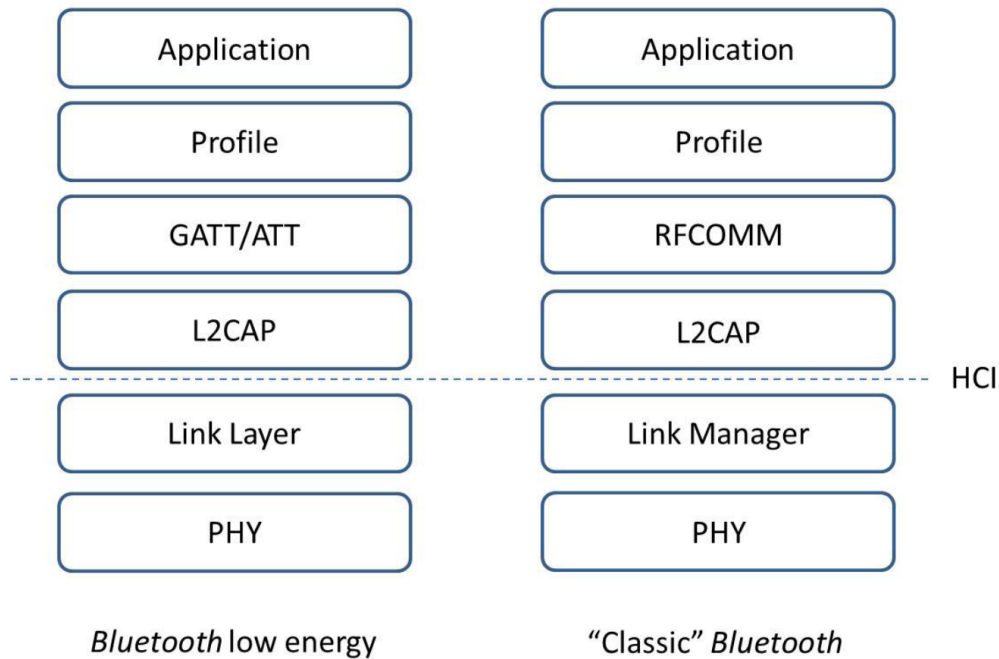 Application
Application
Profile
Profile
GATT/ATT
RFCOMM
L2CAP
L2CAP
HCI
Link Layer
Link Manager
PHY
PHY
Bluetooth low energy
“Classic” Bluetooth